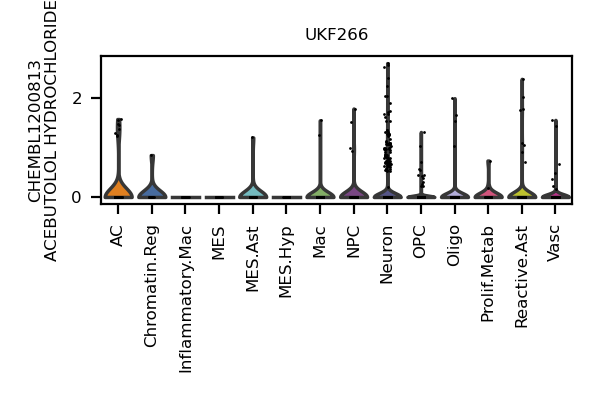 UKF266
CHEMBL1200813
ACEBUTOLOL HYDROCHLORIDE
2
0
AC
Chromatin.Reg
Inflammatory.Mac
MES
MES.Ast
MES.Hyp
Mac
NPC
Neuron
OPC
Oligo
Prolif.Metab
Reactive.Ast
Vasc